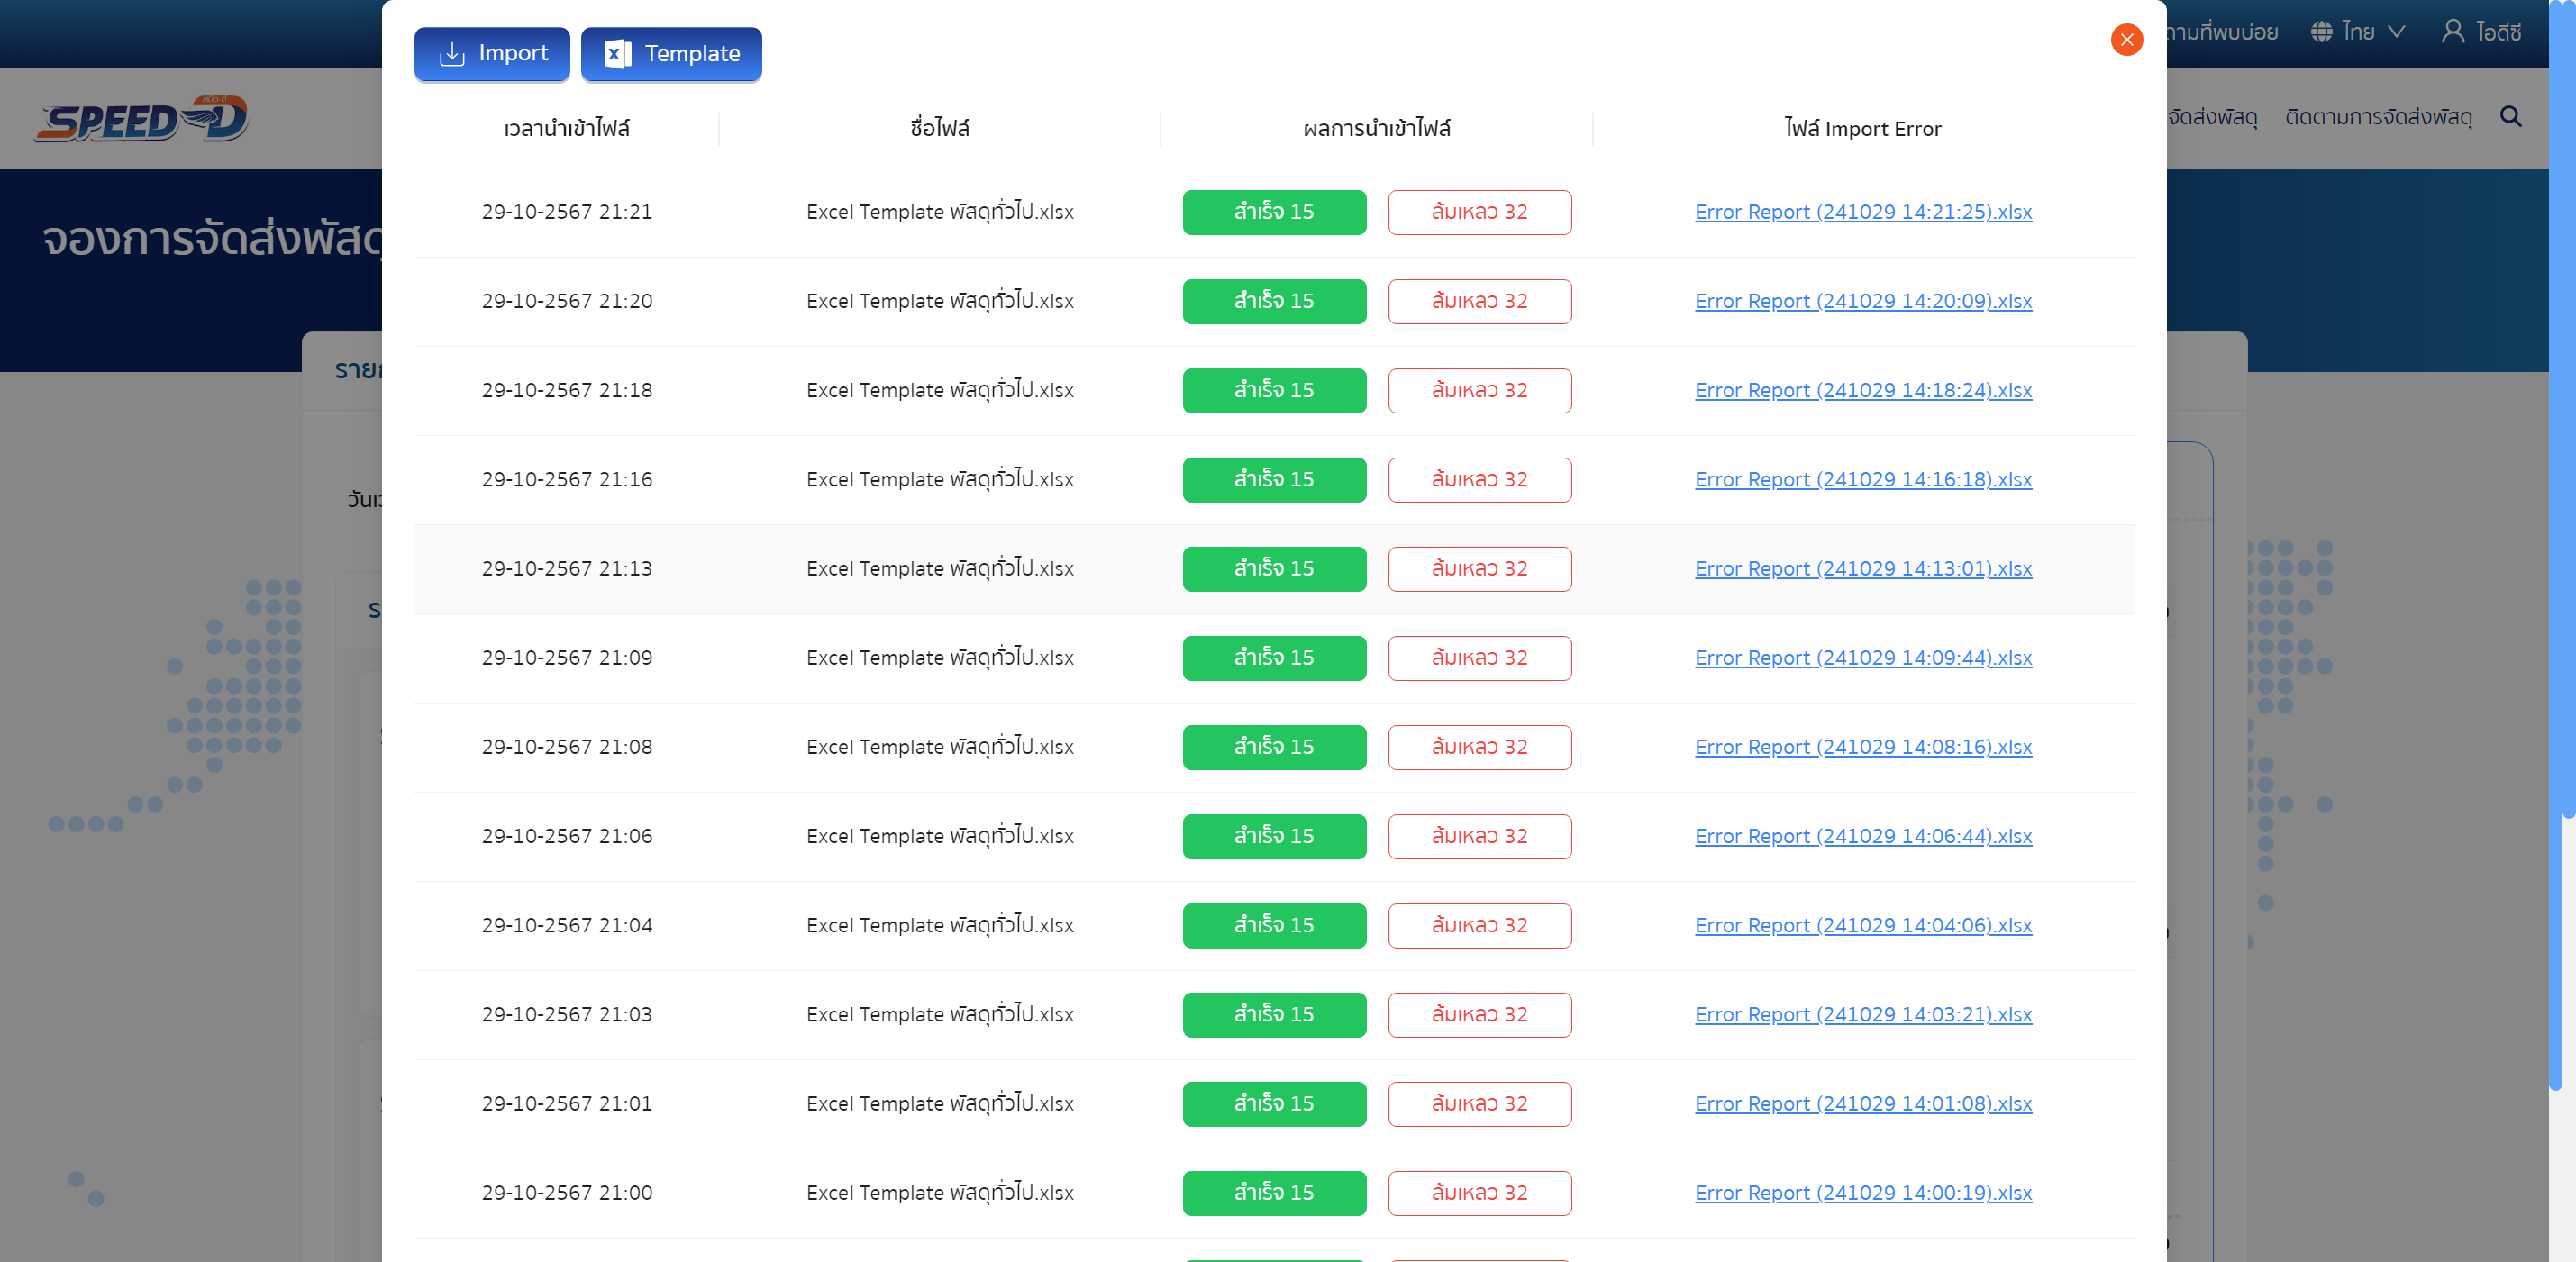 Import
Template
ไทย
ไอดีซี
SPEED-D
จัดส่งพัสดุ ติดตามการจัดส่งพัสดุ
จองการจัดส่งพัสดุ
เวลานำเข้าไฟล์ ชื่อไฟล์ ผลการนำเข้าไฟล์ ไฟล์ Import Error
29-10-2567 21:21 Excel Template พัสดุทั่วไป.xlsx สำเร็จ 15 ล้มเหลว 32 Error Report (241029 14:21:25).xlsx
29-10-2567 21:20 Excel Template พัสดุทั่วไป.xlsx สำเร็จ 15 ล้มเหลว 32 Error Report (241029 14:20:09).xlsx
29-10-2567 21:18 Excel Template พัสดุทั่วไป.xlsx สำเร็จ 15 ล้มเหลว 32 Error Report (241029 14:18:24).xlsx
29-10-2567 21:16 Excel Template พัสดุทั่วไป.xlsx สำเร็จ 15 ล้มเหลว 32 Error Report (241029 14:16:18).xlsx
29-10-2567 21:13 Excel Template พัสดุทั่วไป.xlsx สำเร็จ 15 ล้มเหลว 32 Error Report (241029 14:13:01).xlsx
29-10-2567 21:09 Excel Template พัสดุทั่วไป.xlsx สำเร็จ 15 ล้มเหลว 32 Error Report (241029 14:09:44).xlsx
29-10-2567 21:08 Excel Template พัสดุทั่วไป.xlsx สำเร็จ 15 ล้มเหลว 32 Error Report (241029 14:08:16).xlsx
29-10-2567 21:06 Excel Template พัสดุทั่วไป.xlsx สำเร็จ 15 ล้มเหลว 32 Error Report (241029 14:06:44).xlsx
29-10-2567 21:04 Excel Template พัสดุทั่วไป.xlsx สำเร็จ 15 ล้มเหลว 32 Error Report (241029 14:04:06).xlsx
29-10-2567 21:03 Excel Template พัสดุทั่วไป.xlsx สำเร็จ 15 ล้มเหลว 32 Error Report (241029 14:03:21).xlsx
29-10-2567 21:01 Excel Template พัสดุทั่วไป.xlsx สำเร็จ 15 ล้มเหลว 32 Error Report (241029 14:01:08).xlsx
29-10-2567 21:00 Excel Template พัสดุทั่วไป.xlsx สำเร็จ 15 ล้มเหลว 32 Error Report (241029 14:00:19).xlsx